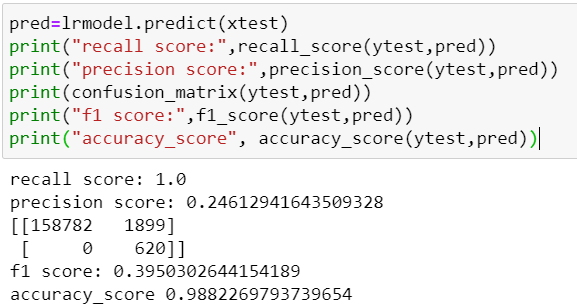 pred=lrmodel.predict(xtest)
print("recall score:",recall_score(ytest,pred))
print("precision score:",precision_score(ytest,pred))
print(confusion_matrix(ytest,pred))
print("f1 score:",f1_score(ytest,pred))
print("accuracy_score", accuracy_score(ytest,pred))
recall score: 1.0
precision score: 0.24612941643509328
[[158782   1899]
 [     0    620]]
f1 score: 0.3950302644154189
accuracy_score 0.9882269793739654